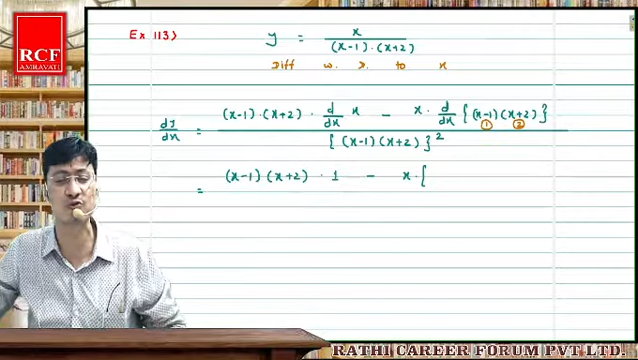 RCF
AMRAVATI
Ex 113)
y = x / (x-1)·(x+2)
Diff w. r. to x
dy/dx = (x-1)·(x+2) · d/dx x - x · d/dx {(x-1)(x+2)} / {(x-1)(x+2)}²
① ②
= (x-1)(x+2) · 1 - x·{
RATHI CAREER FORUM PVT LTD.